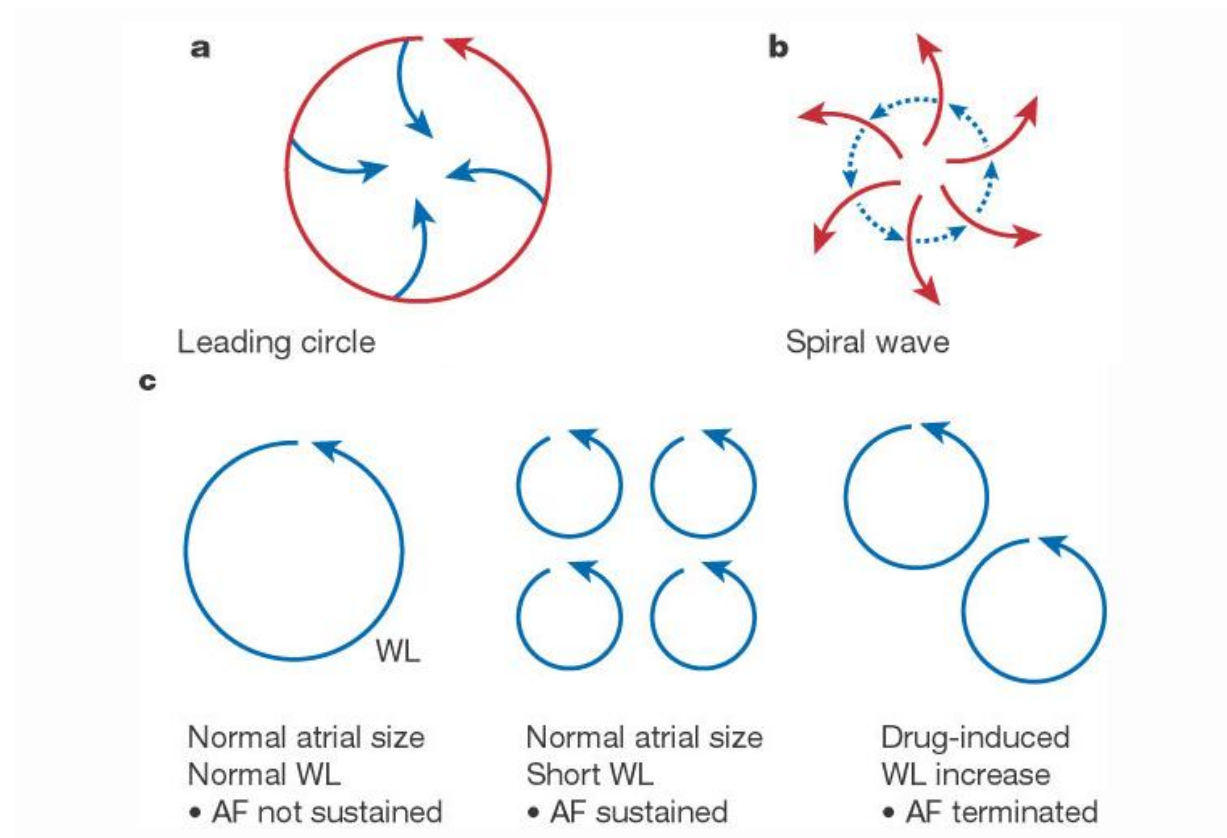 a
b
Leading circle
Spiral wave
c
WL
Normal atrial size
Normal WL
• AF not sustained
Normal atrial size
Short WL
• AF sustained
Drug-induced
WL increase
• AF terminated